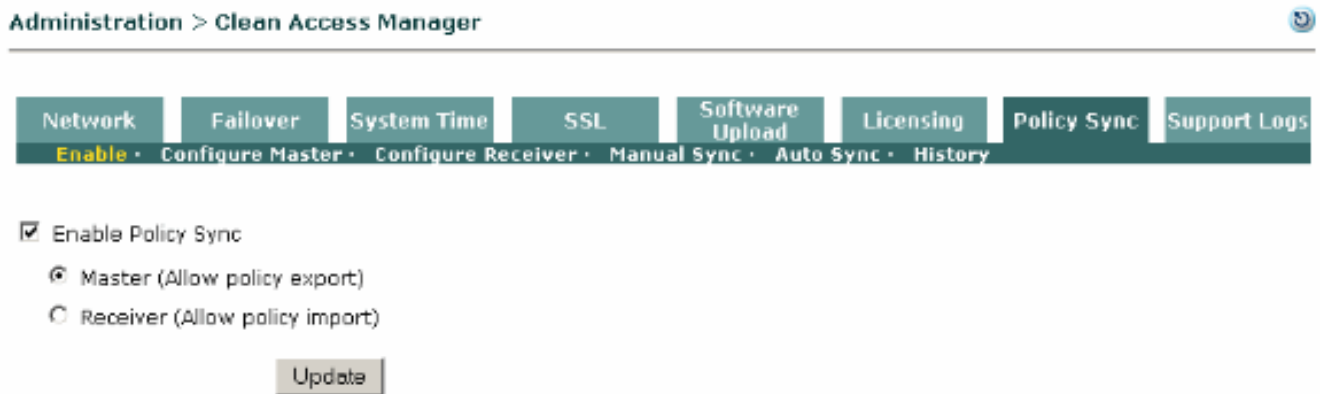 Administration > Clean Access Manager
Network Failover System Time SSL Software Upload Licensing Policy Sync Support Logs
Enable · Configure Master · Configure Receiver · Manual Sync · Auto Sync · History
Enable Policy Sync
Master (Allow policy export)
Receiver (Allow policy import)
Update